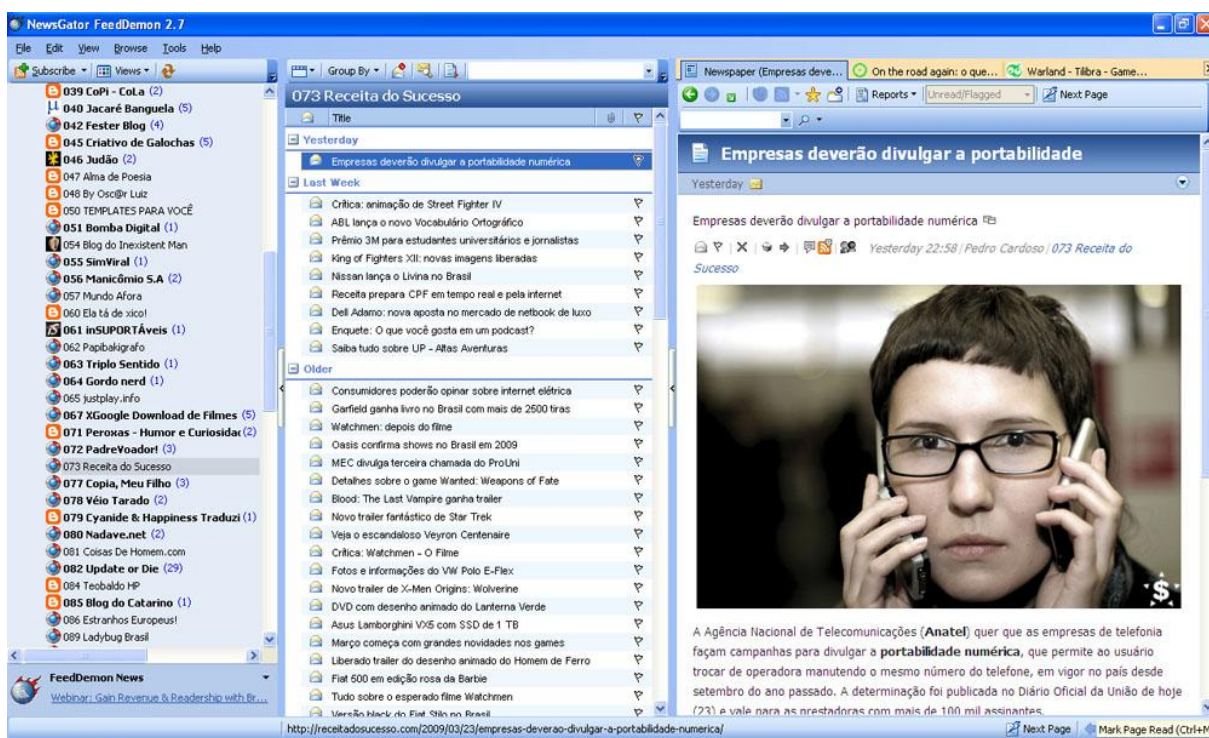 NewsGator FeedDemon 2.7
File Edit View Browse Tools Help
Subscribe Views
039 CoPi - CoLa (2)
040 Jacaré Banguela (5)
042 Fester Blog (4)
045 Criativo de Galochas (5)
046 Judão (2)
047 Alma de Poesia
048 By Osc@r Luiz
050 TEMPLATES PARA VOCÊ
051 Bomba Digital (1)
054 Blog do Inexistent Man
055 SimViral (1)
056 Manicômio S.A (2)
057 Mundo Afora
060 Ela tá de xico!
061 inSUPORTÁveis (1)
062 Papibakigrafo
063 Triplo Sentido (1)
064 Gordo nerd (1)
065 justplay.info
067 XGoogle Download de Filmes (5)
071 Peroxas - Humor e Curiosidac (2)
072 PadreVoador! (3)
073 Receita do Sucesso
077 Copia, Meu Filho (3)
078 Véio Tarado (2)
079 Cyanide & Happiness Traduzi (1)
080 Nadave.net (2)
081 Coisas De Homem.com
082 Update or Die (29)
084 Teobaldo HP
085 Blog do Catarino (1)
086 Estranhos Europeus!
089 Ladybug Brasil
FeedDemon News
Webinar: Gain Revenue & Readership with Br...
Group By
073 Receita do Sucesso
Title
Yesterday
Empresas deverão divulgar a portabilidade numérica
Last Week
Crítica: animação de Street Fighter IV
ABL lança o novo Vocabulário Ortográfico
Prêmio 3M para estudantes universitários e jornalistas
King of Fighters XII: novas imagens liberadas
Nissan lança o Livina no Brasil
Receita prepara CPF em tempo real e pela internet
Dell Adamo: nova aposta no mercado de netbook de luxo
Enquete: O que você gosta em um podcast?
Saiba tudo sobre UP - Altas Aventuras
Older
Consumidores poderão opinar sobre internet elétrica
Garfield ganha livro no Brasil com mais de 2500 tiras
Watchmen: depois do filme
Oasis confirma shows no Brasil em 2009
MEC divulga terceira chamada do ProUni
Detalhes sobre o game Wanted: Weapons of Fate
Blood: The Last Vampire ganha trailer
Novo trailer fantástico de Star Trek
Veja o escandaloso Veyron Centenaire
Crítica: Watchmen - O Filme
Fotos e informações do VW Polo E-Flex
Novo trailer de X-Men Origins: Wolverine
DVD com desenho animado do Lanterna Verde
Asus Lamborghini VX5 com SSD de 1 TB
Março começa com grandes novidades nos games
Liberado trailer do desenho animado do Homem de Ferro
Fiat 500 em edição rosa da Barbie
Tudo sobre o esperado filme Watchmen
Versão black do Fiat Stilo no Brasil
Newspaper (Empresas deve... On the road again: o que... Warland - Tilibra - Game...
Reports Unread/Flagged Next Page
Empresas deverão divulgar a portabilidade
Yesterday
Empresas deverão divulgar a portabilidade numérica
Yesterday 22:58 | Pedro Cardoso | 073 Receita do
Sucesso
$
A Agência Nacional de Telecomunicações (Anatel) quer que as empresas de telefonia
façam campanhas para divulgar a portabilidade numérica, que permite ao usuário
trocar de operadora manutendo o mesmo número do telefone, em vigor no país desde
setembro do ano passado. A determinação foi publicada no Diário Oficial da União de hoje
(23) e vale para as prestadoras com mais de 100 mil assinantes.
http://receitadosucesso.com/2009/03/23/empresas-deverao-divulgar-a-portabilidade-numerica/
Next Page Mark Page Read (Ctrl+M